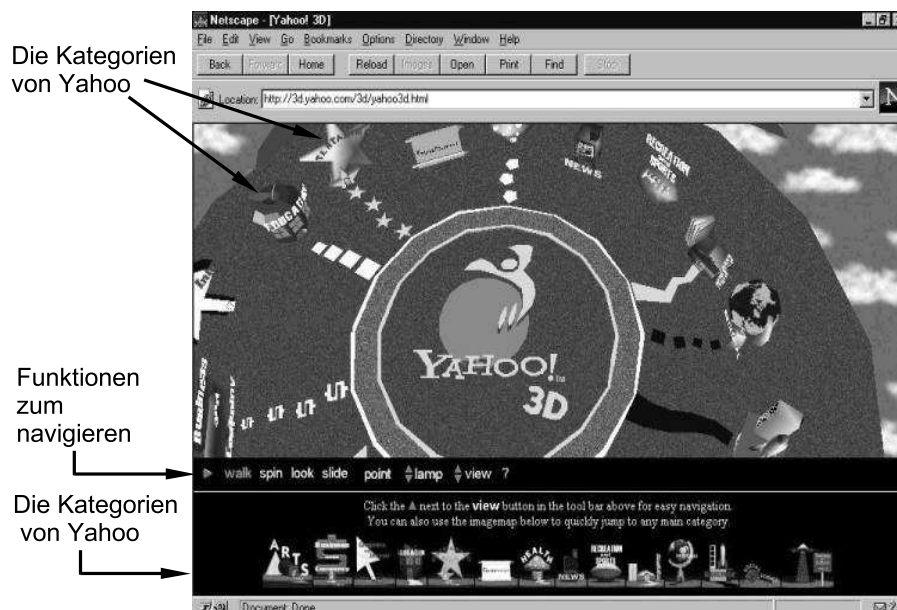 Netscape - [Yahoo! 3D]
File Edit View Go Bookmarks Options Directory Window Help
Back Forward Home Reload Images Open Print Find Stop
Location: http://3d.yahoo.com/3d/yahoo3d.html
N
Die Kategorien
von Yahoo
NEWS
RECREATION
SPORTS
EDUCATION
YAHOO!
3D
Funktionen
zum
navigieren
walk spin look slide point lamp view ?
Die Kategorien
von Yahoo
Click the ▲ next to the view button in the tool bar above for easy navigation.
You can also use the imagemap below to quickly jump to any main category.
ARTS
HEALTH
NEWS
RECREATION
SPORTS
Document: Done